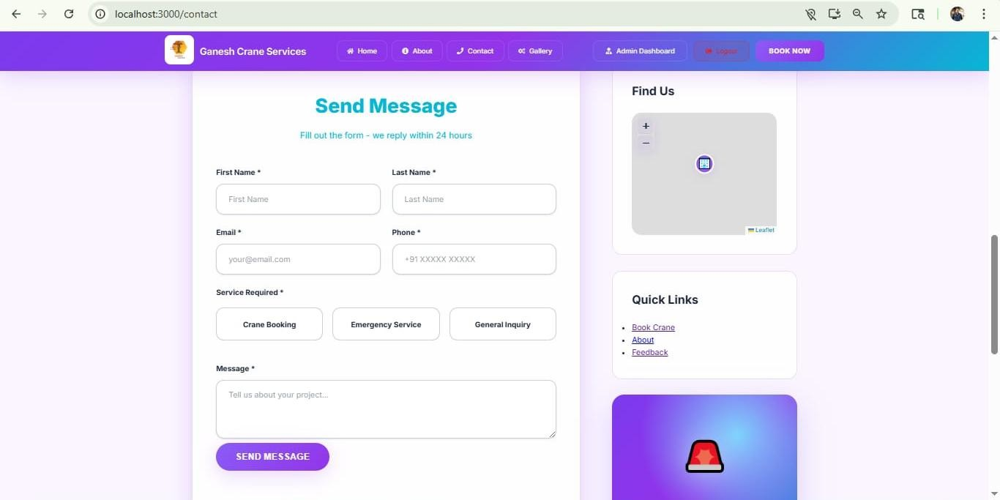 localhost:3000/contact
Ganesh Crane Services
Home
About
Contact
Gallery
Admin Dashboard
Logout
BOOK NOW
Send Message
Fill out the form - we reply within 24 hours
First Name *
Last Name *
First Name
Last Name
Email *
Phone *
your@email.com
+91 XXXXX XXXXX
Service Required *
Crane Booking
Emergency Service
General Inquiry
Message *
Tell us about your project...
SEND MESSAGE
Find Us
+
−
Leaflet
Quick Links
Book Crane
About
Feedback